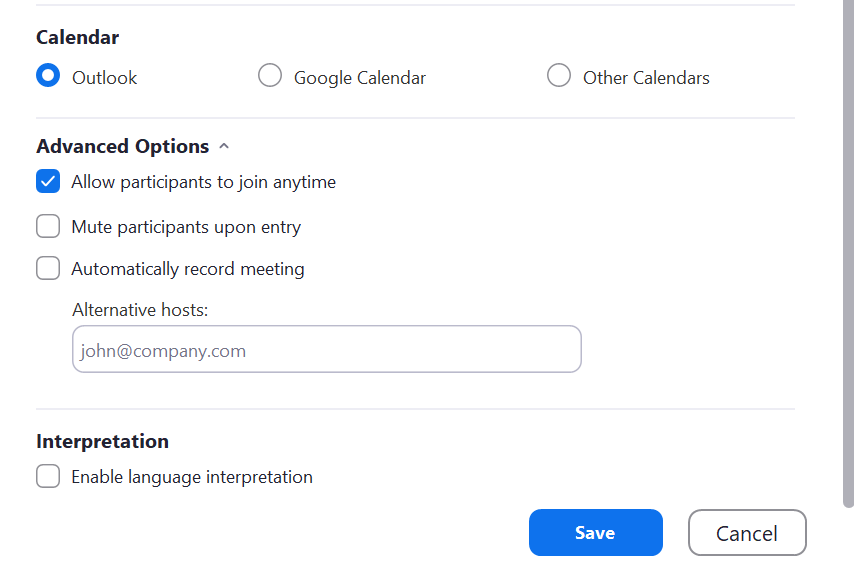 Calendar
Outlook Google Calendar Other Calendars
Advanced Options
Allow participants to join anytime
Mute participants upon entry
Automatically record meeting
Alternative hosts:
john@company.com
Interpretation
Enable language interpretation
Save Cancel